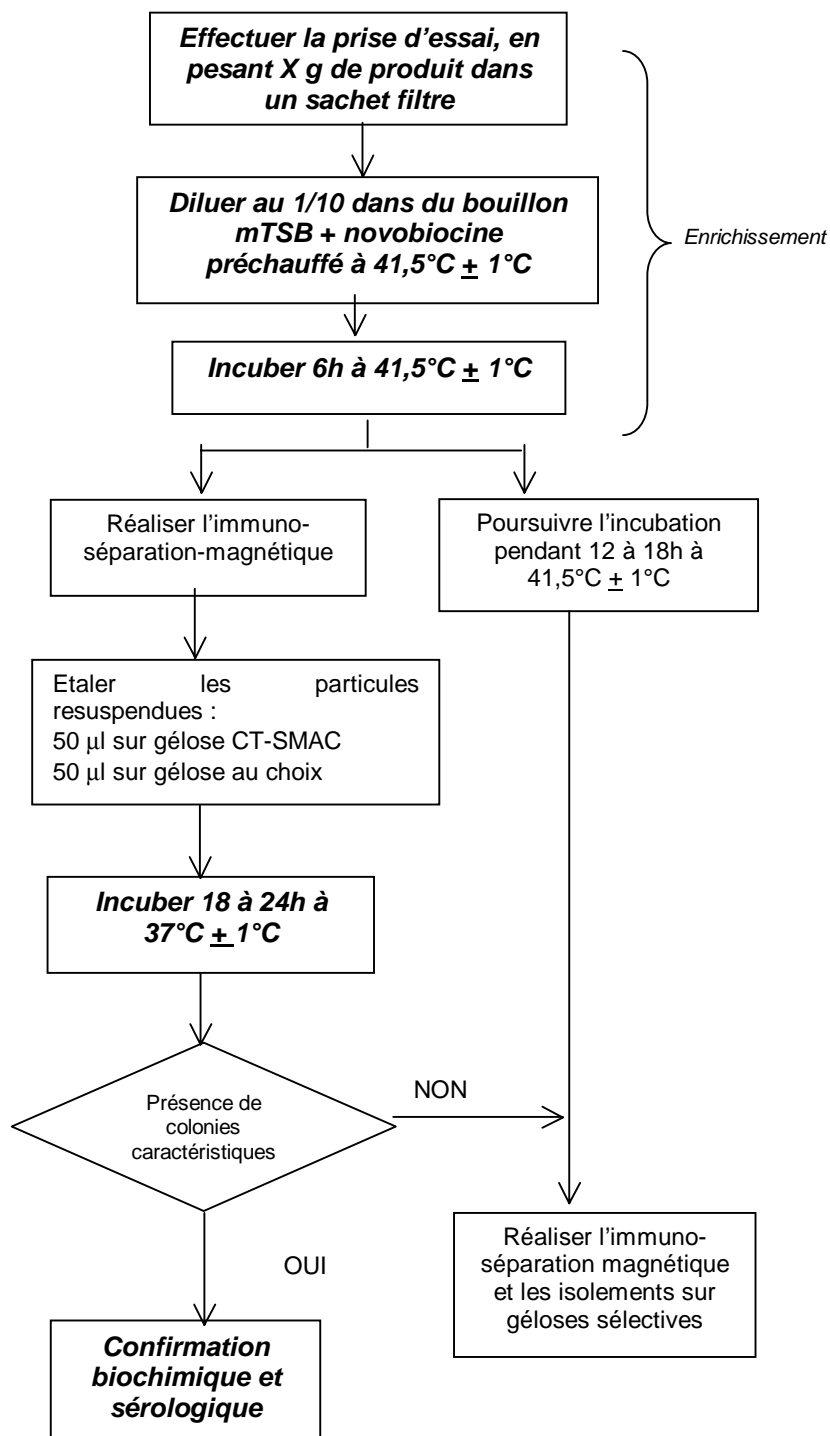 Effectuer la prise d’essai, en
pesant X g de produit dans
un sachet filtre
Diluer au 1/10 dans du bouillon
mTSB + novobiocine
préchauffé à 41,5°C ± 1°C
Enrichissement
Incuber 6h à 41,5°C ± 1°C
Réaliser l’immuno-
séparation-magnétique
Poursuivre l’incubation
pendant 12 à 18h à
41,5°C ± 1°C
Etaler les particules
resuspendues :
50 µl sur gélose CT-SMAC
50 µl sur gélose au choix
Incuber 18 à 24h à
37°C ± 1°C
Présence de
colonies
caractéristiques
NON
OUI
Réaliser l’immuno-
séparation magnétique
et les isolements sur
géloses sélectives
Confirmation
biochimique et
sérologique